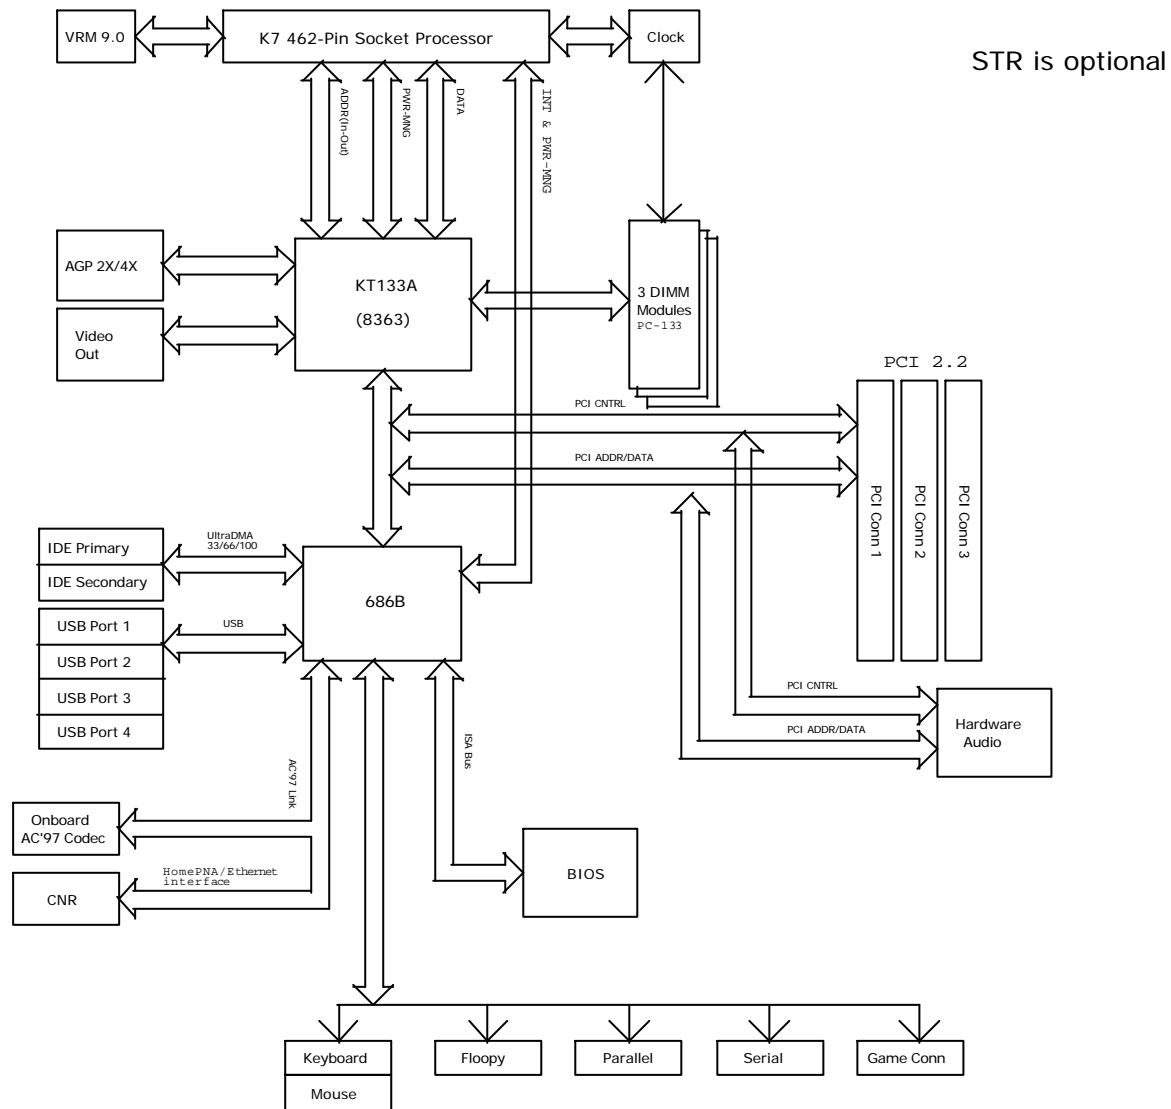 VRM 9.0
K7 462-Pin Socket Processor
Clock
STR is optional
ADDR(In-Out)
PWR-MNG
DATA
INT & PWR-MNG
AGP 2X/4X
KT133A
(8363)
Video
Out
3 DIMM
Modules
PC-133
PCI 2.2
PCI CNTRL
PCI ADDR/DATA
PCI Conn 1
PCI Conn 2
PCI Conn 3
IDE Primary
IDE Secondary
UltraDMA
33/66/100
686B
USB Port 1
USB Port 2
USB Port 3
USB Port 4
USB
PCI CNTRL
PCI ADDR/DATA
Hardware
Audio
AC'97 Link
ISA Bus
Onboard
AC'97 Codec
HomePNA/Ethernet
interface
CNR
BIOS
Keyboard
Mouse
Floopy
Parallel
Serial
Game Conn